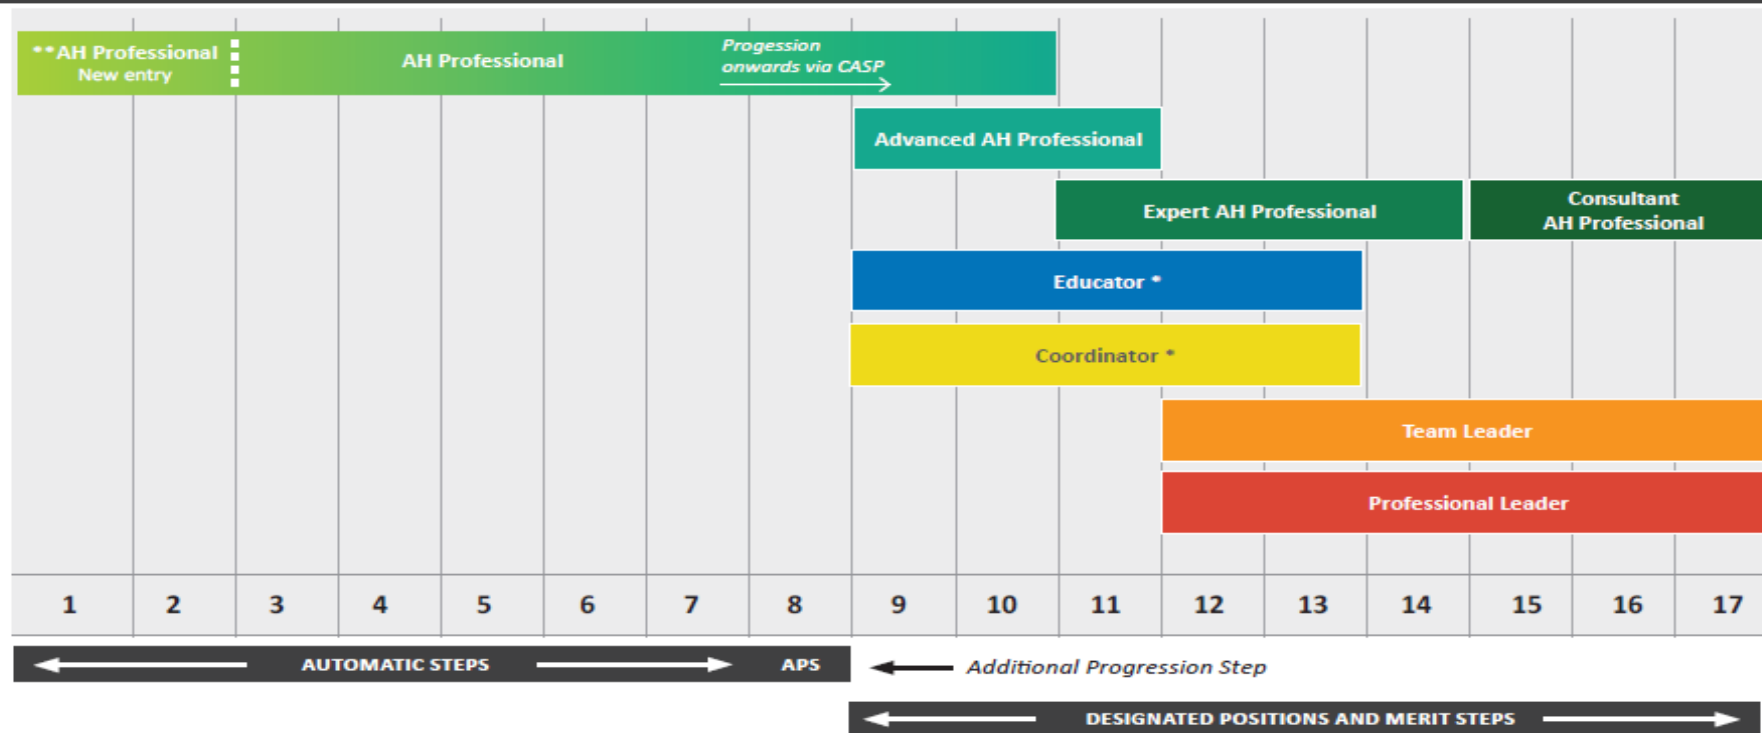 **AH Professional
New entry
AH Professional
Progession
onwards via CASP
Advanced AH Professional
Expert AH Professional
Consultant
AH Professional
Educator *
Coordinator *
Team Leader
Professional Leader
1 2 3 4 5 6 7 8 9 10 11 12 13 14 15 16 17
AUTOMATIC STEPS APS Additional Progression Step
DESIGNATED POSITIONS AND MERIT STEPS